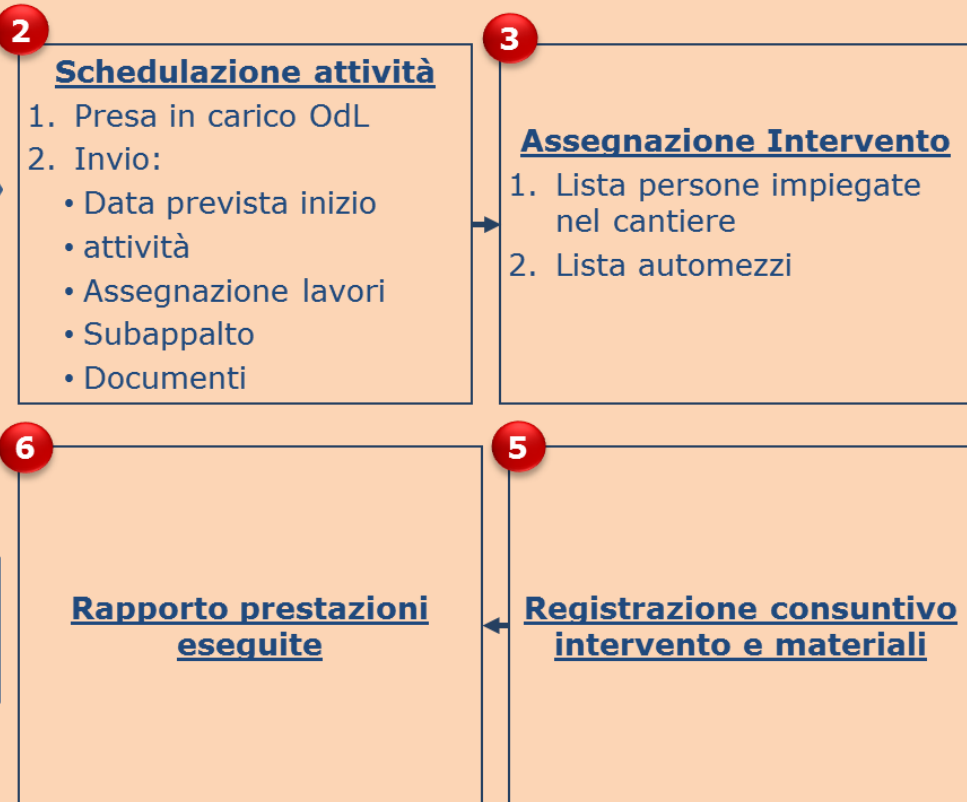 2
Schedulazione attività
1. Presa in carico OdL
2. Invio:
• Data prevista inizio
• attività
• Assegnazione lavori
• Subappalto
• Documenti
3
Assegnazione Intervento
1. Lista persone impiegate
nel cantiere
2. Lista automezzi
6
Rapporto prestazioni
eseguite
5
Registrazione consuntivo
intervento e materiali